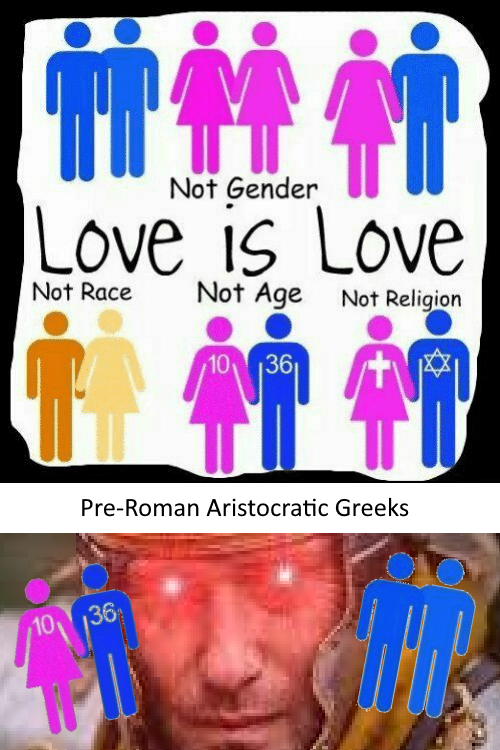 Not Gender
Love is Love
Not Race Not Age Not Religion
10 36
Pre-Roman Aristocratic Greeks
10 36